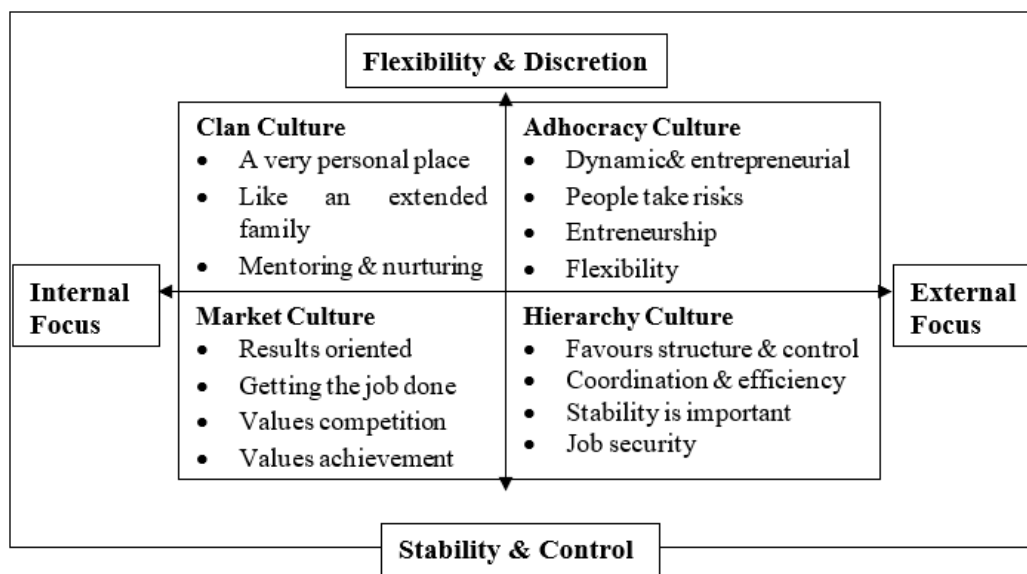 Flexibility & Discretion
Clan Culture
• A very personal place
• Like an extended
family
• Mentoring & nurturing
Adhocracy Culture
• Dynamic& entrepreneurial
• People take risks
• Entreneurship
• Flexibility
Internal
Focus
External
Focus
Market Culture
• Results oriented
• Getting the job done
• Values competition
• Values achievement
Hierarchy Culture
• Favours structure & control
• Coordination & efficiency
• Stability is important
• Job security
Stability & Control